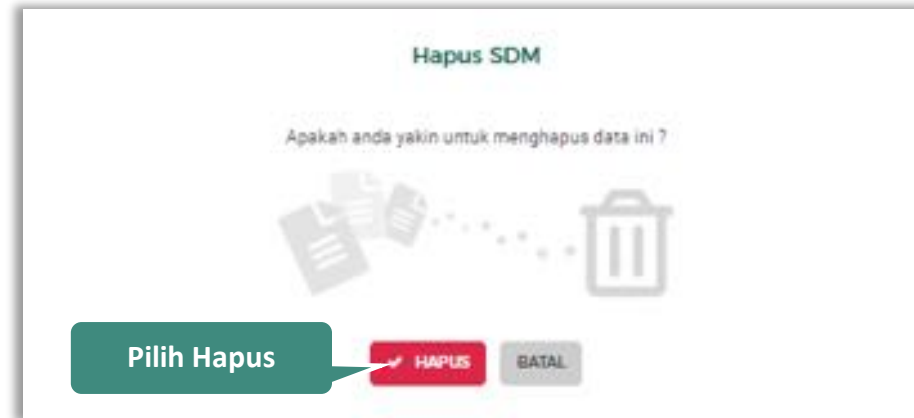 Hapus SDM
Apakah anda yakin untuk menghapus data ini ?
Pilih Hapus
HAPUS
BATAL